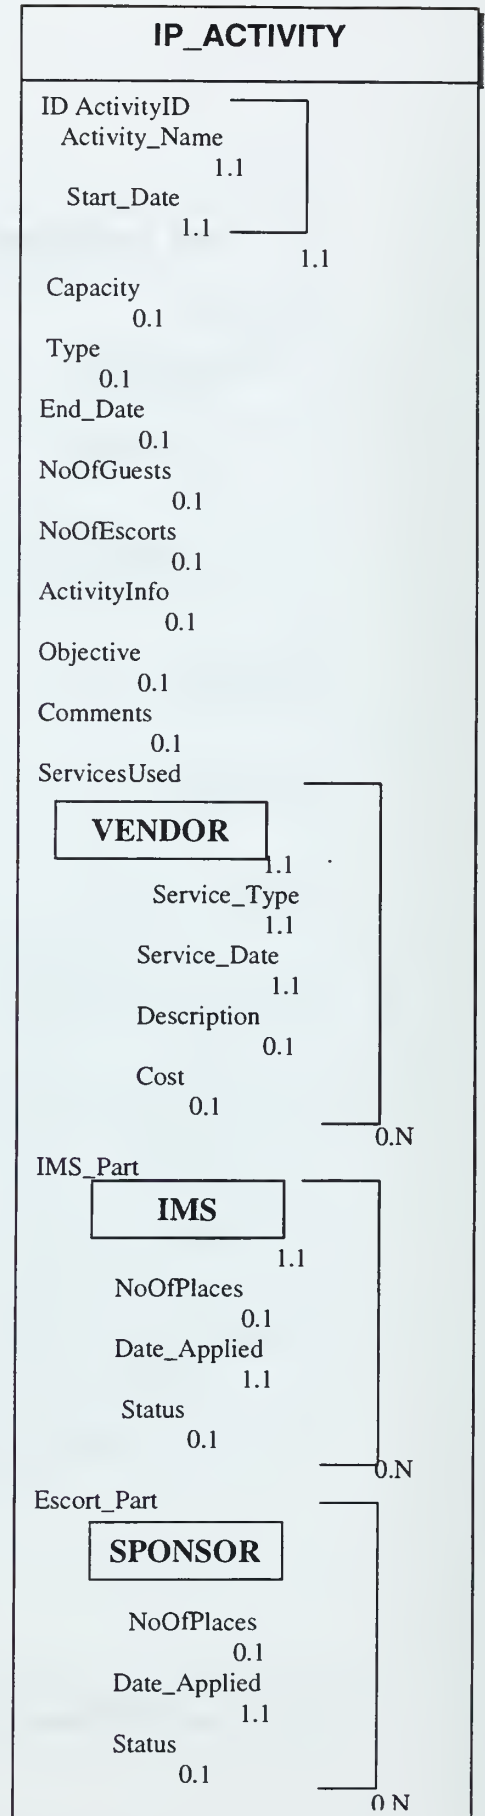 IP_ACTIVITY
ID ActivityID
Activity_Name
1.1
Start_Date
1.1
1.1
Capacity
0.1
Type
0.1
End_Date
0.1
NoOfGuests
0.1
NoOfEscorts
0.1
ActivityInfo
0.1
Objective
0.1
Comments
0.1
ServicesUsed
VENDOR
1.1
Service_Type
1.1
Service_Date
1.1
Description
0.1
Cost
0.1
0.N
IMS_Part
IMS
1.1
NoOfPlaces
0.1
Date_Applied
1.1
Status
0.1
0.N
Escort_Part
SPONSOR
NoOfPlaces
0.1
Date_Applied
1.1
Status
0.1
0.N